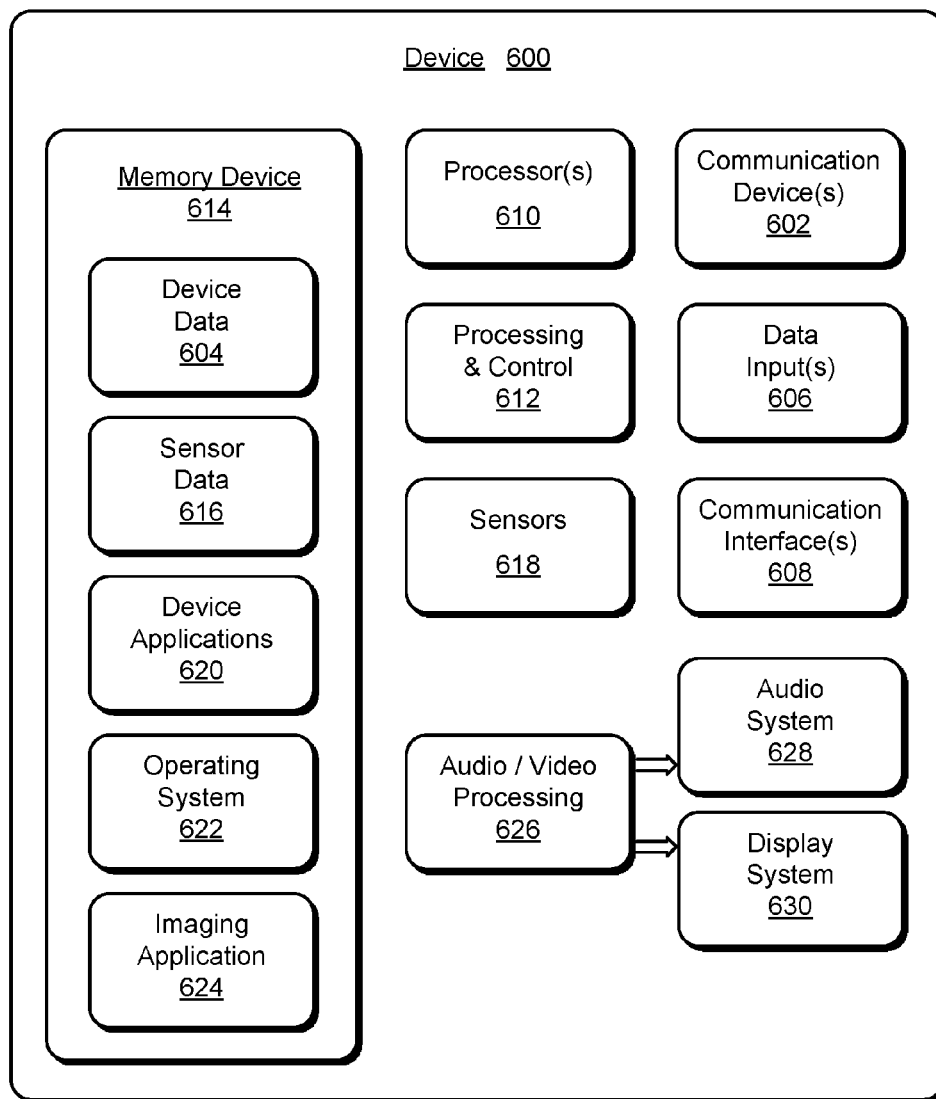 Device 600
Memory Device
614
Device
Data
604
Sensor
Data
616
Device
Applications
620
Operating
System
622
Imaging
Application
624
Processor(s)
610
Communication
Device(s)
602
Processing
& Control
612
Data
Input(s)
606
Sensors
618
Communication
Interface(s)
608
Audio / Video
Processing
626
Audio
System
628
Display
System
630